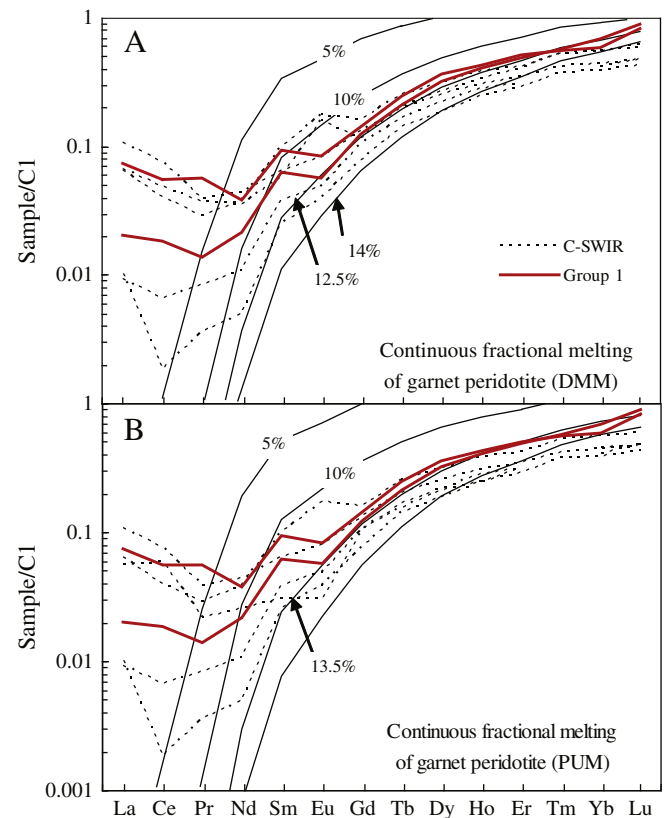 1
A
5%
10%
0.1
Sample/C1
14%
12.5%
C-SWIR
Group 1
0.01
Continuous fractional melting
of garnet peridotite (DMM)
1
B
5%
10%
0.1
Sample/C1
13.5%
0.01
Continuous fractional melting
of garnet peridotite (PUM)
0.001
La Ce Pr Nd Sm Eu Gd Tb Dy Ho Er Tm Yb Lu